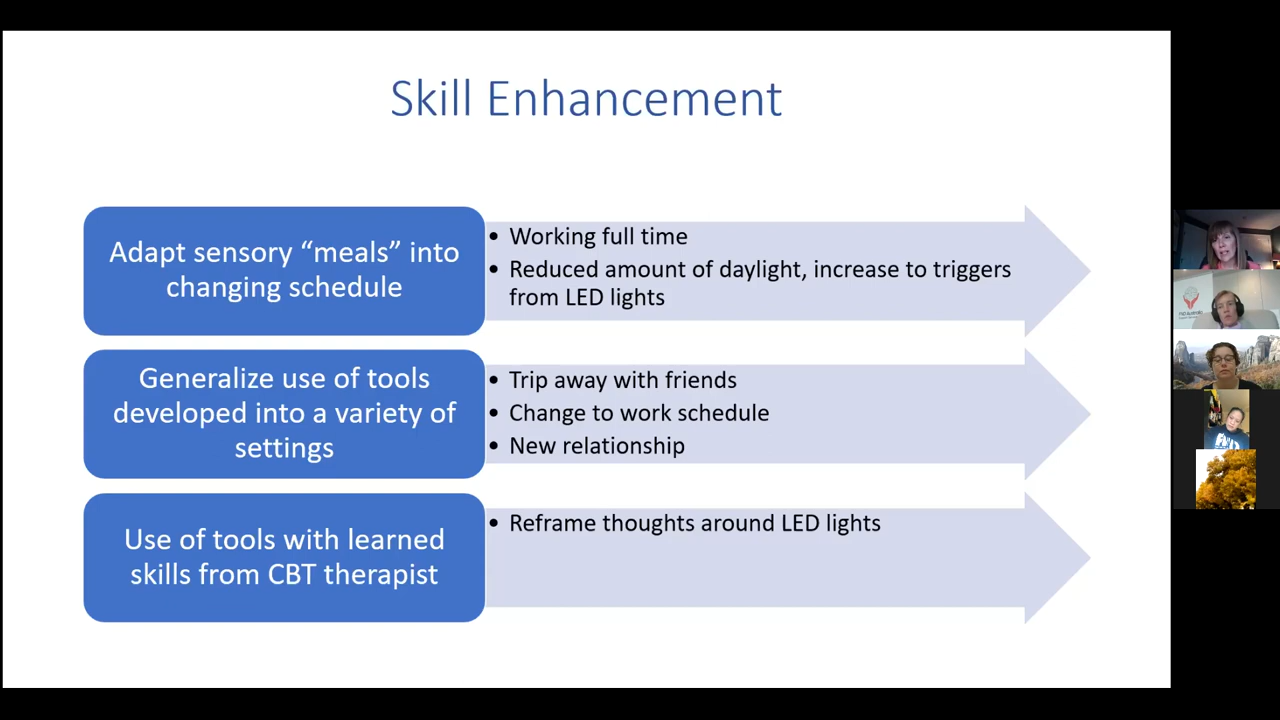 Skill Enhancement
Adapt sensory “meals” into
changing schedule
• Working full time
• Reduced amount of daylight, increase to triggers
from LED lights
Generalize use of tools
developed into a variety of
settings
• Trip away with friends
• Change to work schedule
• New relationship
Use of tools with learned
skills from CBT therapist
• Reframe thoughts around LED lights